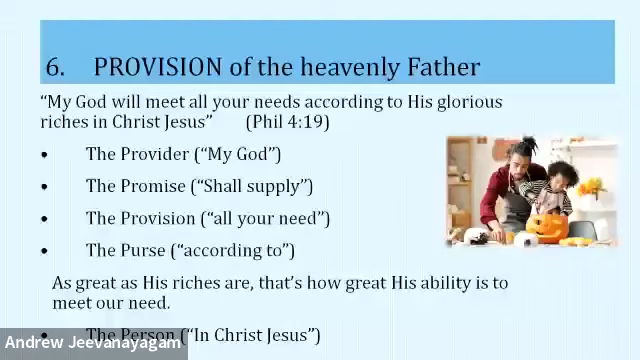 6. PROVISION of the heavenly Father
“My God will meet all your needs according to His glorious
riches in Christ Jesus” (Phil 4:19)
• The Provider (“My God”)
• The Promise (“Shall supply”)
• The Provision (“all your need”)
• The Purse (“according to”)
As great as His riches are, that’s how great His ability is to
meet our need.
• The Person (“In Christ Jesus”)
Andrew Jeevanayagam